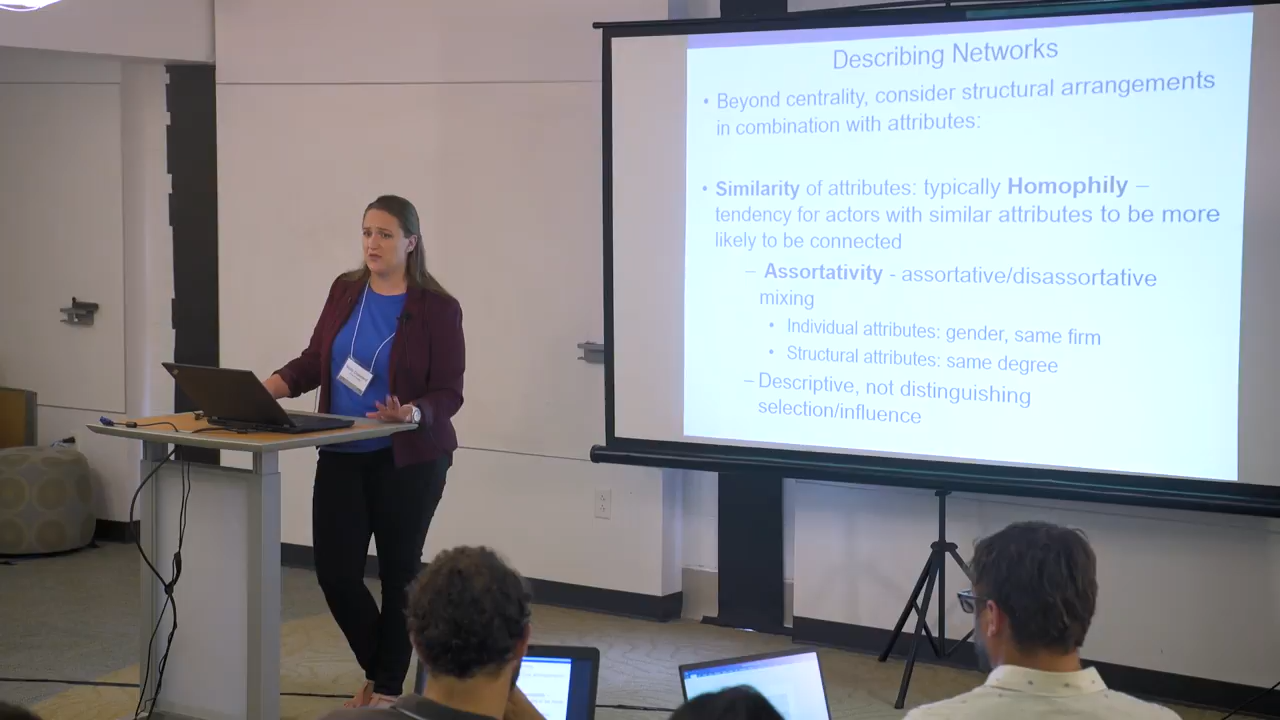 Describing Networks
• Beyond centrality, consider structural arrangements
in combination with attributes:
• Similarity of attributes: typically Homophily –
tendency for actors with similar attributes to be more
likely to be connected
– Assortativity - assortative/disassortative
mixing
• Individual attributes: gender, same firm
• Structural attributes: same degree
– Descriptive, not distinguishing
selection/influence